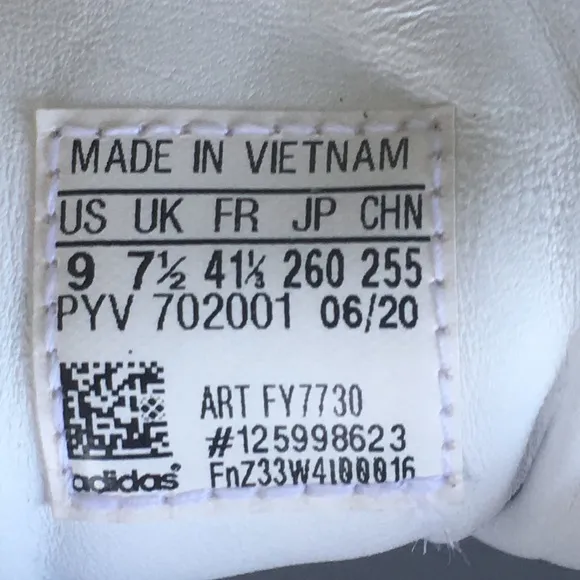 MADE IN VIETNAM
US UK FR JP CHN
9 7½ 41⅓ 260 255
PYV 702001 06/20
ART FY7730
#125998623
FnZ33W4I00016
adidas